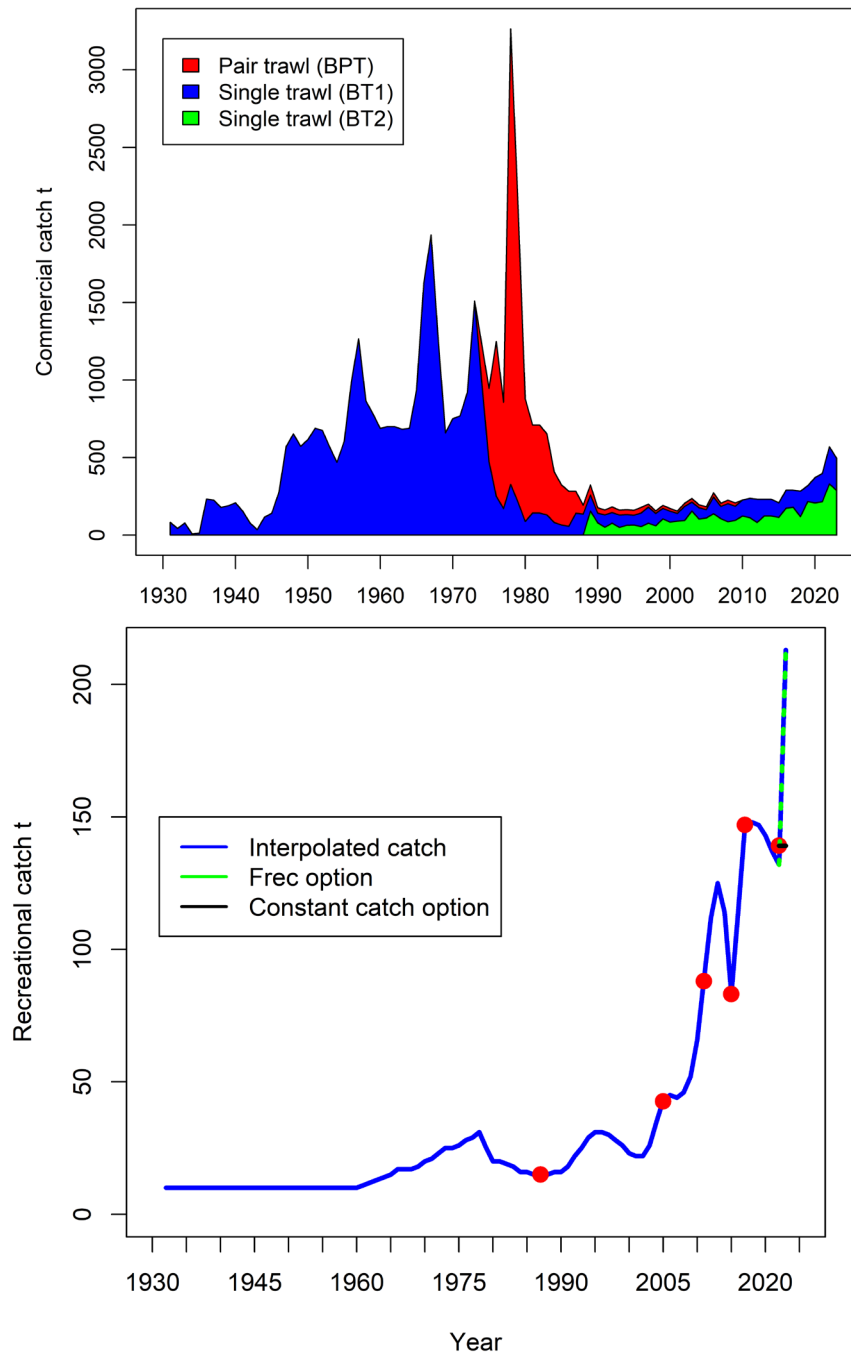 Commercial catch t
3000
2500
2000
1500
1000
500
0
Pair trawl (BPT)
Single trawl (BT1)
Single trawl (BT2)
1930 1940 1950 1960 1970 1980 1990 2000 2010 2020
Recreational catch t
200
150
100
50
0
Interpolated catch
Frec option
Constant catch option
1930 1945 1960 1975 1990 2005 2020
Year